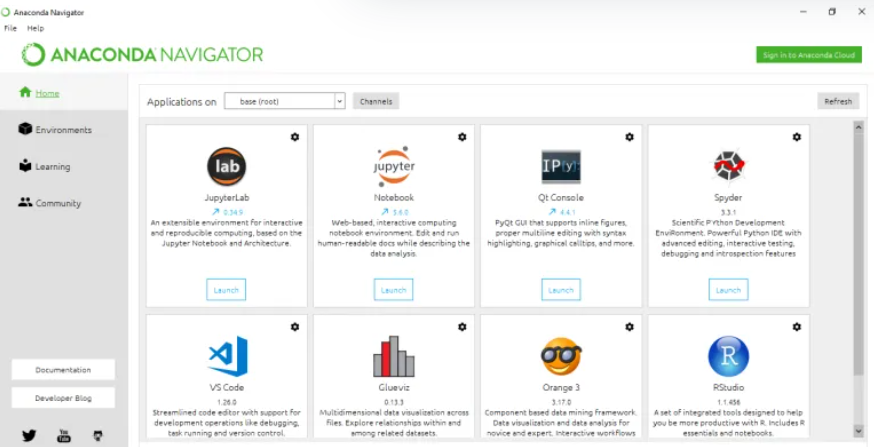 Anaconda Navigator
File Help
ANACONDA NAVIGATOR
Sign in to Anaconda Cloud
Home
Environments
Learning
Community
Documentation
Developer Blog
You
Tube
Applications on base (root) Channels Refresh
lab
JupyterLab
0.34.9
An extensible environment for interactive
and reproducible computing, based on the
Jupyter Notebook and Architecture.
Launch
jupyter
Notebook
5.6.0
Web-based, interactive computing
notebook environment. Edit and run
human-readable docs while describing the
data analysis.
Launch
IP[y]:
Qt Console
4.4.1
PyQt GUI that supports inline figures,
proper multiline editing with syntax
highlighting, graphical calltips, and more.
Launch
Spyder
3.3.1
Scientific PYthon Development
EnviRonment. Powerful Python IDE with
advanced editing, interactive testing,
debugging and introspection features
Launch
VS Code
1.26.0
Streamlined code editor with support for
development operations like debugging,
task running and version control.
Glueviz
0.13.3
Multidimensional data visualization across
files. Explore relationships within and
among related datasets.
Orange 3
3.17.0
Component based data mining framework.
Data visualization and data analysis for
novice and expert. Interactive workflows
R
RStudio
1.1.456
A set of integrated tools designed to help
you be more productive with R. Includes R
essentials and notebooks.